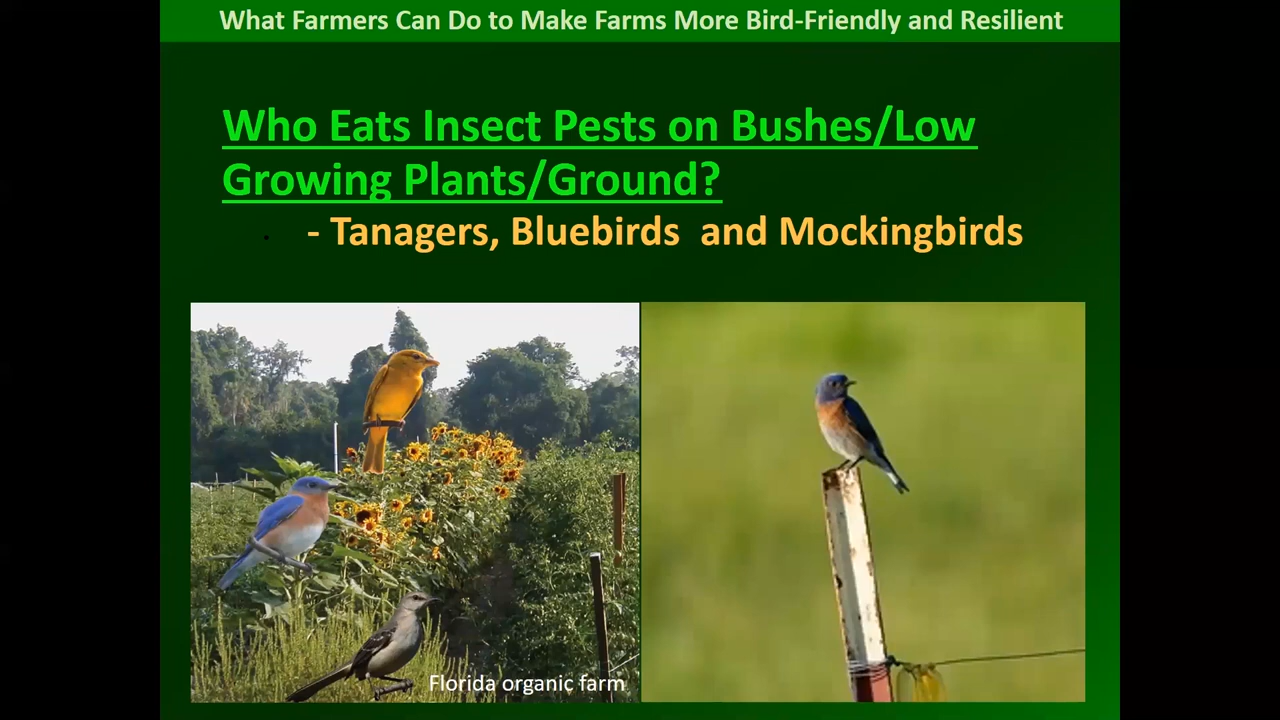 What Farmers Can Do to Make Farms More Bird-Friendly and Resilient
Who Eats Insect Pests on Bushes/Low
Growing Plants/Ground?
- Tanagers, Bluebirds and Mockingbirds
Florida organic farm